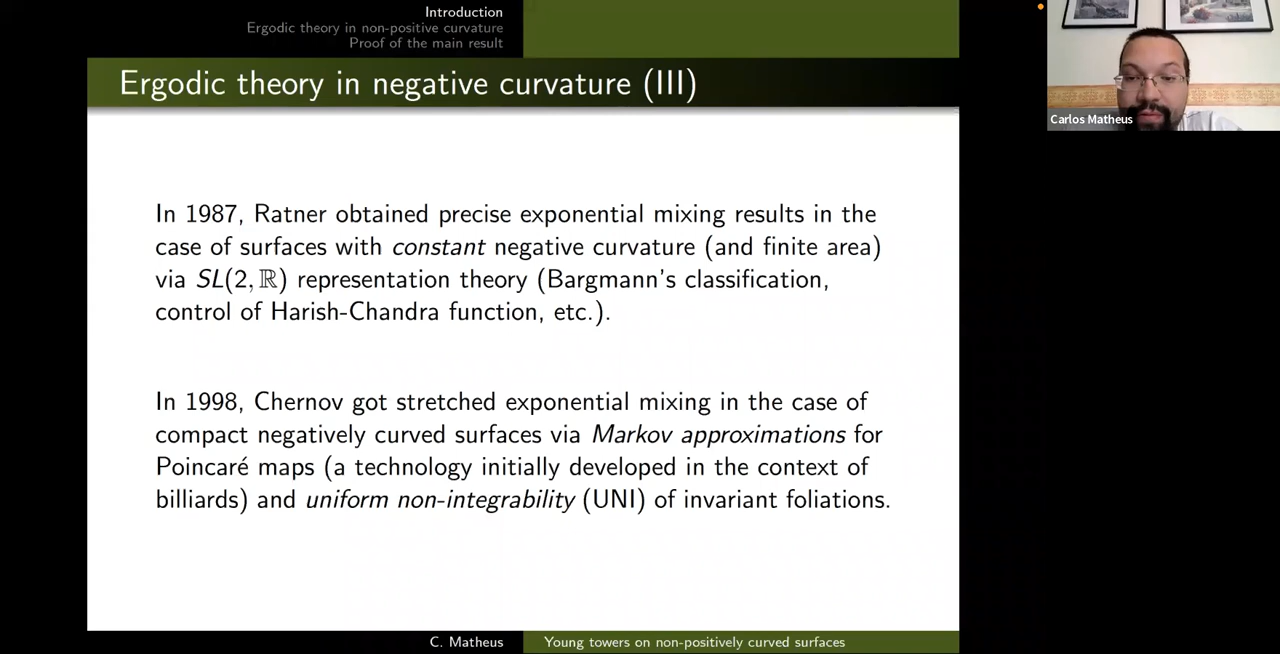 Introduction
Ergodic theory in non-positive curvature
Proof of the main result
Ergodic theory in negative curvature (III)
In 1987, Ratner obtained precise exponential mixing results in the
case of surfaces with constant negative curvature (and finite area)
via SL(2, ℝ) representation theory (Bargmann's classification,
control of Harish-Chandra function, etc.).
In 1998, Chernov got stretched exponential mixing in the case of
compact negatively curved surfaces via Markov approximations for
Poincaré maps (a technology initially developed in the context of
billiards) and uniform non-integrability (UNI) of invariant foliations.
C. Matheus
Young towers on non-positively curved surfaces
Carlos Matheus